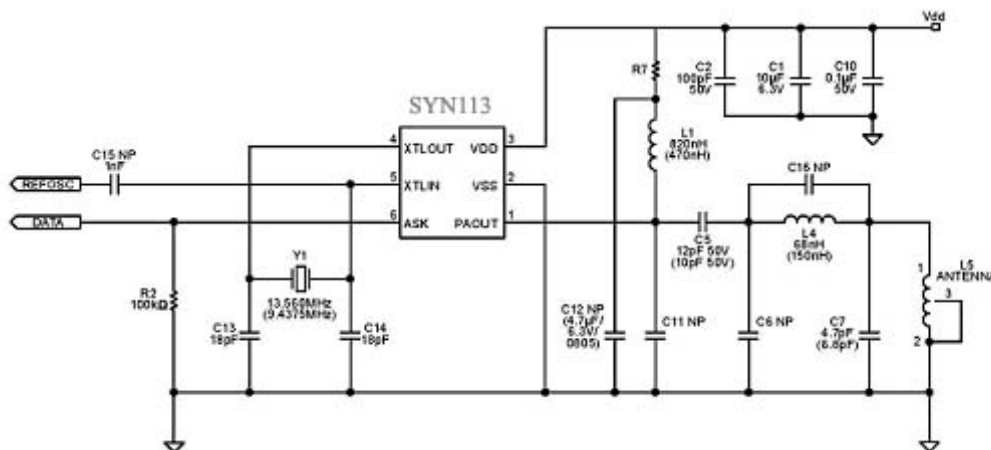 Vdd
R7
C2
100pF
50V
C1
10µF
6.3V
C10
0.1µF
50V
SYN113
L1
820nH
(470nH)
4
XTLOUT
VDD
3
C15 NP
1nF
REFOSC
5
XTLIN
VSS
2
C16 NP
DATA
6
ASK
PAOUT
1
C5
12pF 50V
(10pF 50V)
L4
68nH
(150nH)
Y1
13.560MHz
(9.4375MHz)
L5
ANTENNA
1
3
2
R2
100kΩ
C13
18pF
C14
18pF
C12 NP
(4.7µF/
6.3V/
0805)
C11 NP
C6 NP
C7
4.7pF
(6.8pF)